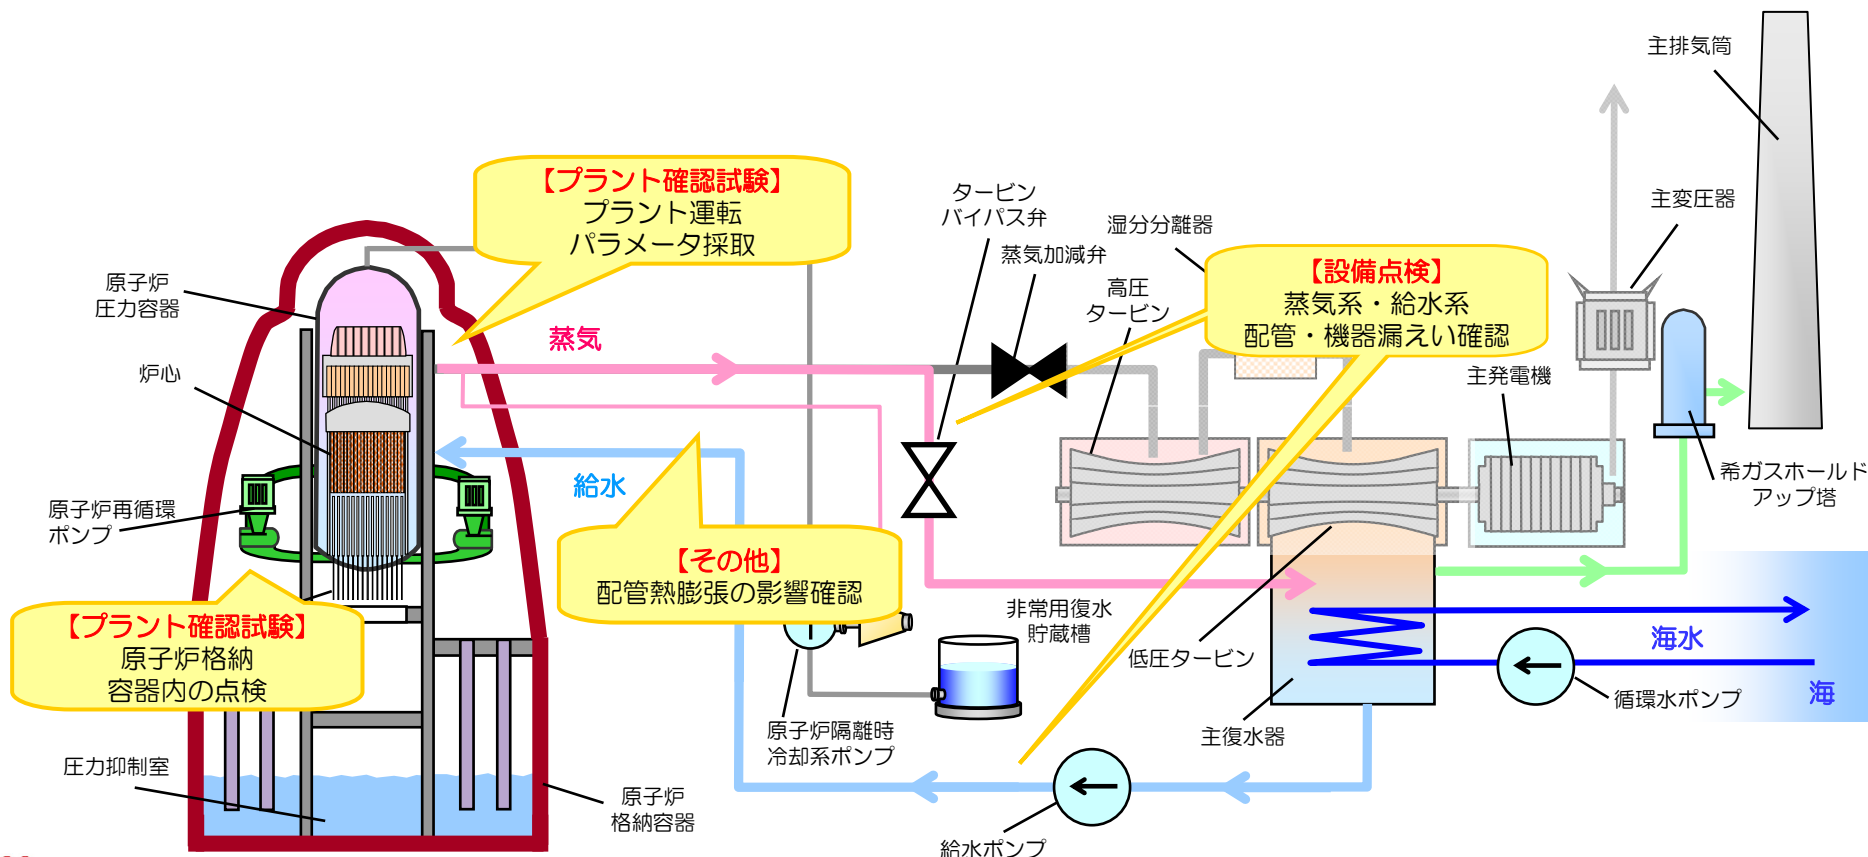 主排気筒
【プラント確認試験】
プラント運転
パラメータ採取
タービン
バイパス弁
湿分分離器
主変圧器
蒸気加減弁
【設備点検】
蒸気系・給水系
配管・機器漏えい確認
原子炉
圧力容器
高圧
タービン
蒸気
炉心
主発電機
給水
希ガスホールド
アップ塔
原子炉再循環
ポンプ
【その他】
配管熱膨張の影響確認
非常用復水
貯蔵槽
【プラント確認試験】
原子炉格納
容器内の点検
低圧タービン
海水
循環水ポンプ
海
原子炉隔離時
冷却系ポンプ
主復水器
圧力抑制室
原子炉
格納容器
給水ポンプ